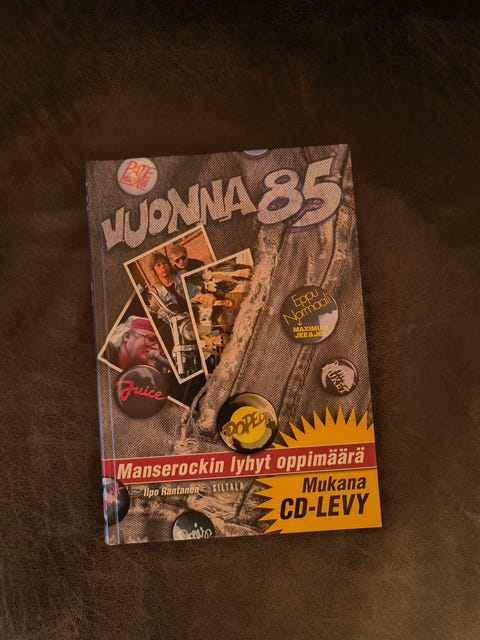 PATE
MUSTAJÄRVI
VUONNA 85
Eppu
Normaali
MAXIMUM
JEE & JEE
Juice
POPEDA
Manserockin lyhyt oppimäärä
Ilpo Rantanen SILTALA
Mukana
CD-LEVY